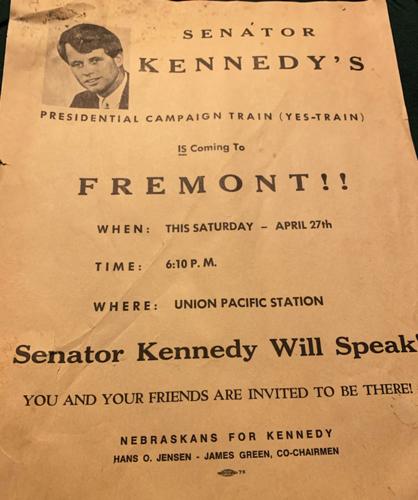 SENATOR
KENNEDY'S
PRESIDENTIAL CAMPAIGN TRAIN (YES-TRAIN)
IS Coming To
FREMONT!!
WHEN: THIS SATURDAY - APRIL 27th
TIME: 6:10 P. M.
WHERE: UNION PACIFIC STATION
Senator Kennedy Will Speak!
YOU AND YOUR FRIENDS ARE INVITED TO BE THERE!
NEBRASKANS FOR KENNEDY
HANS O. JENSEN - JAMES GREEN, CO-CHAIRMEN